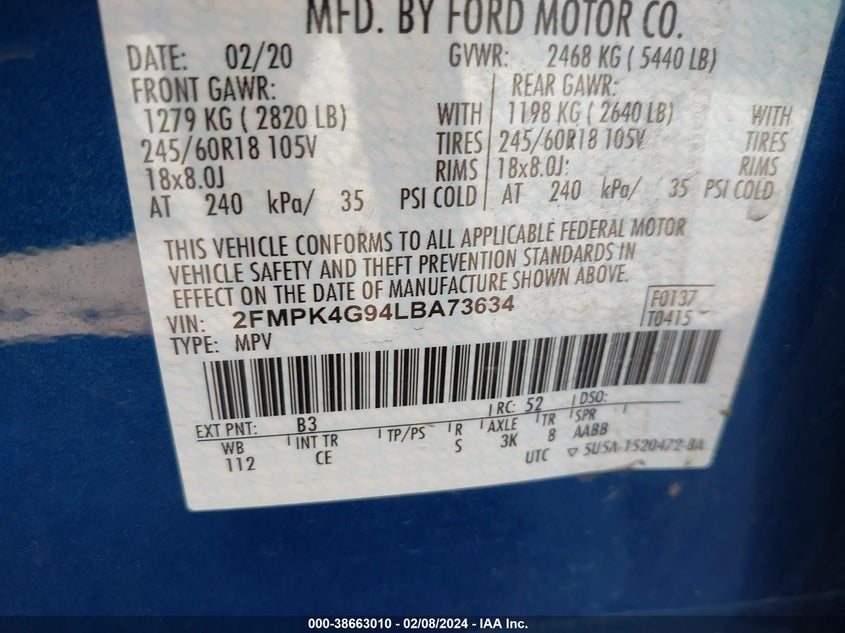 MFD. BY FORD MOTOR CO.
DATE: 02/20 GVWR: 2468 KG ( 5440 LB)
FRONT GAWR: REAR GAWR:
1279 KG ( 2820 LB) WITH 1198 KG ( 2640 LB) WITH
245/60R18 105V TIRES 245/60R18 105V TIRES
18x8.0J RIMS 18x8.0J: RIMS
AT 240 kPa/ 35 PSI COLD AT 240 kPa/ 35 PSI COLD
THIS VEHICLE CONFORMS TO ALL APPLICABLE FEDERAL MOTOR
VEHICLE SAFETY AND THEFT PREVENTION STANDARDS IN
EFFECT ON THE DATE OF MANUFACTURE SHOWN ABOVE.
VIN: 2FMPK4G94LBA73634 F0137
TYPE: MPV T0415
EXT PNT: B3 RC: 52 DSO:
WB INT TR TP/PS R AXLE TR SPR
112 CE S 3K 8 AABB
UTC ▽ 5U5A-1520472-BA
000-38663010 - 02/08/2024 - IAA Inc.